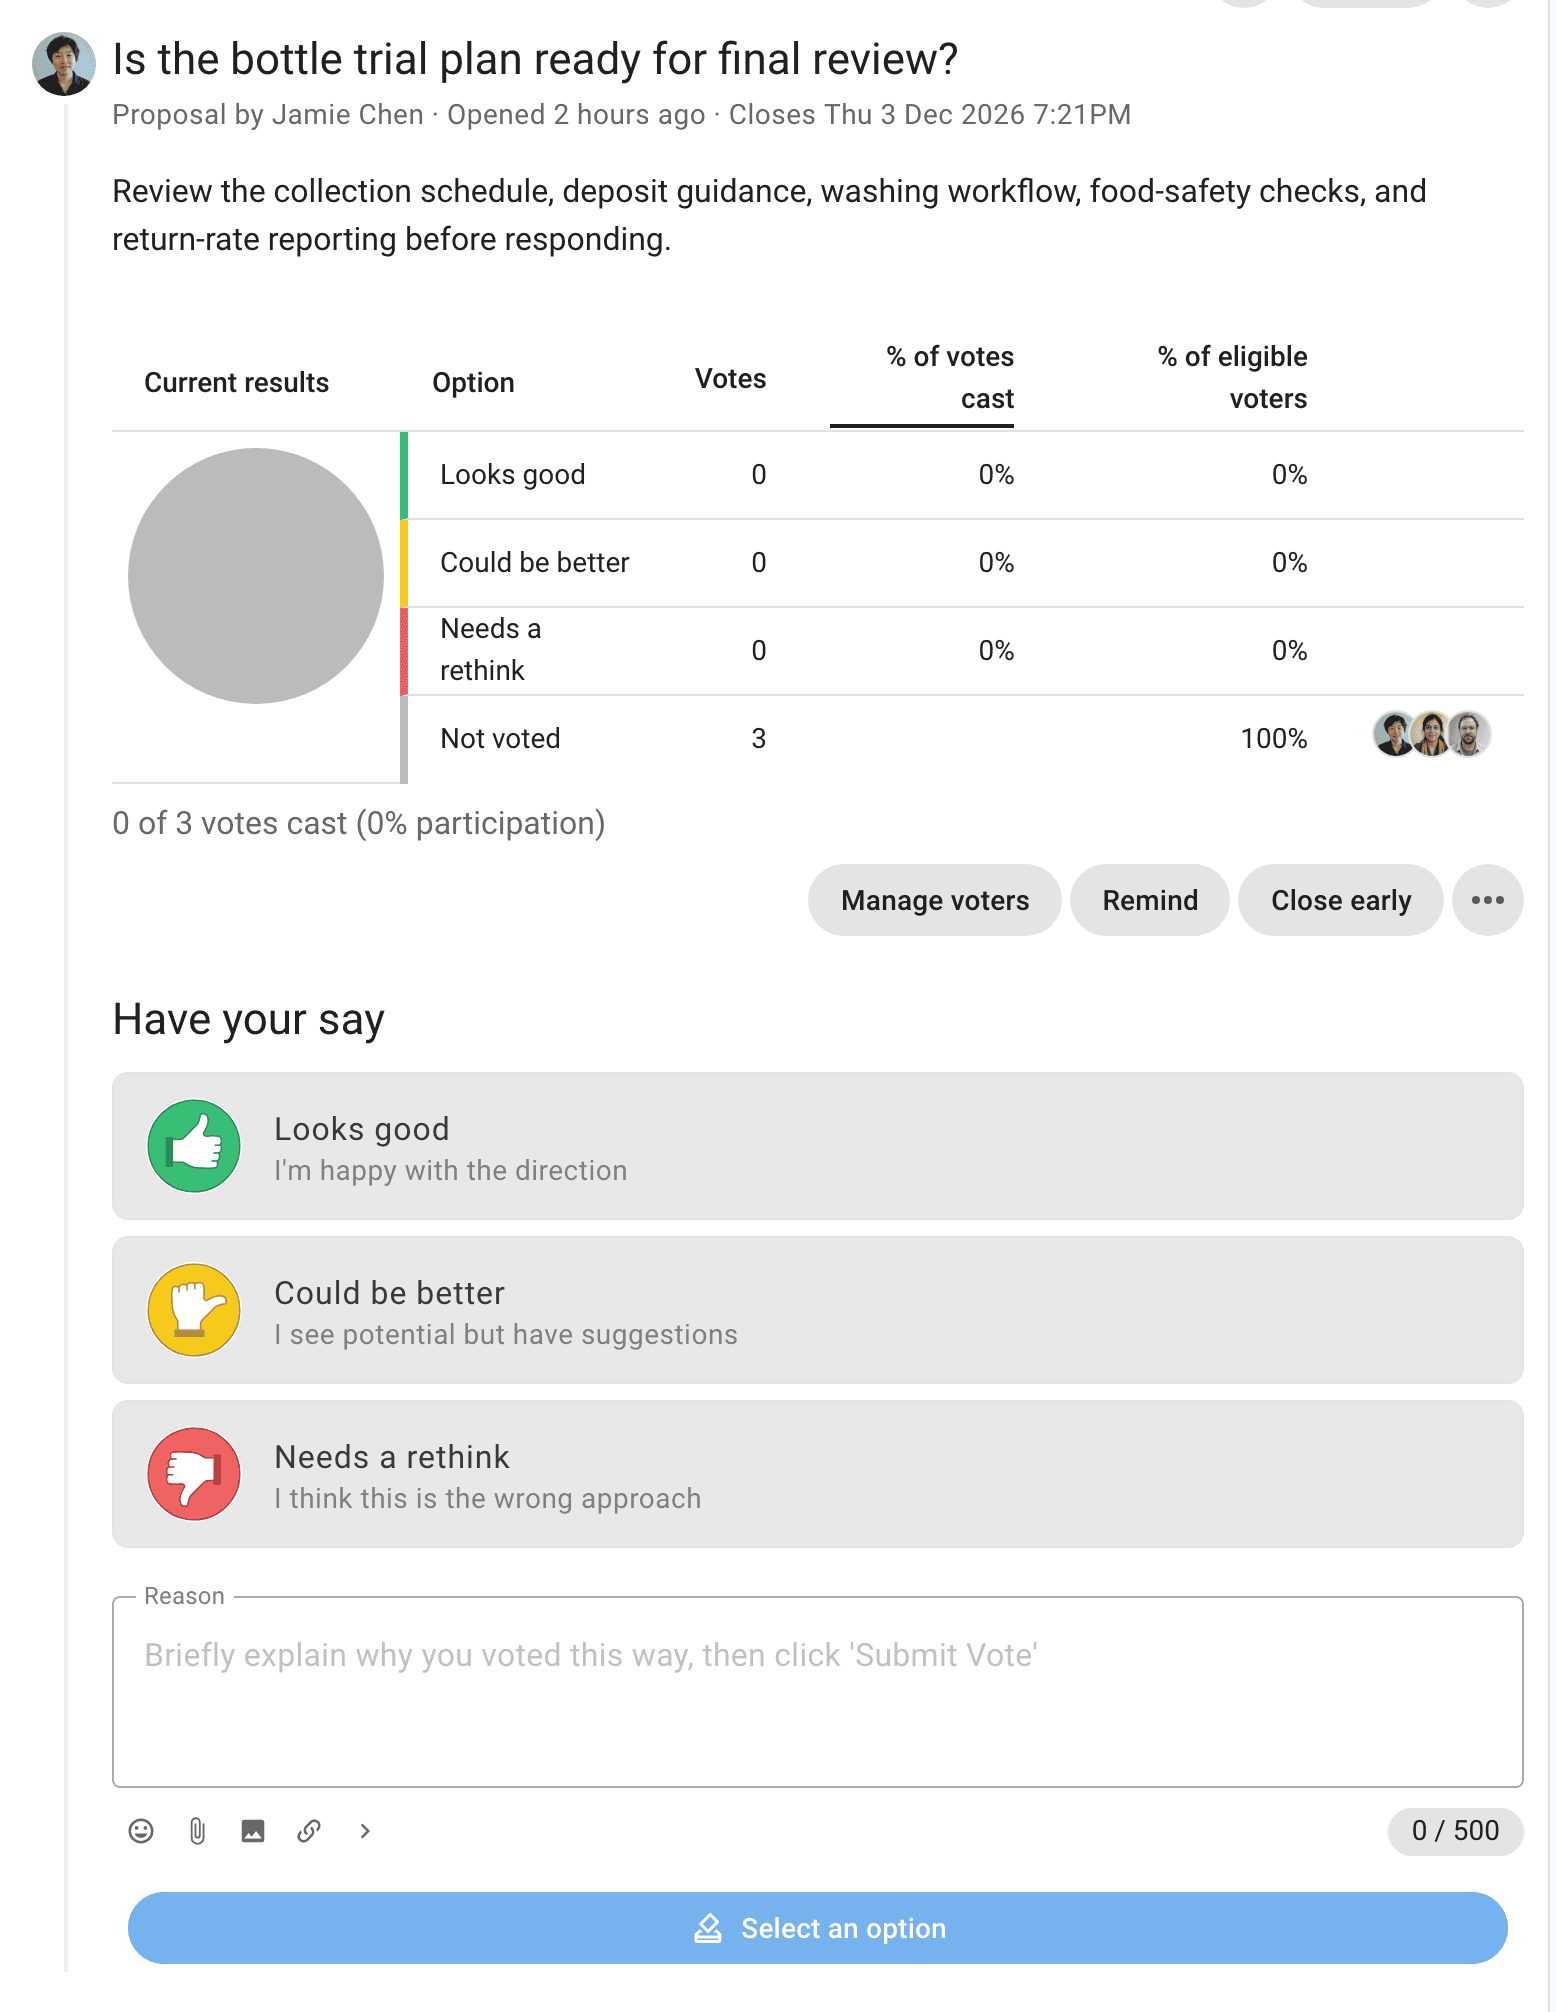 Is the bottle trial plan ready for final review?
Proposal by Jamie Chen · Opened 2 hours ago · Closes Thu 3 Dec 2026 7:21PM
Review the collection schedule, deposit guidance, washing workflow, food-safety checks, and
return-rate reporting before responding.
Current results Option Votes % of votes cast % of eligible voters
Looks good 0 0% 0%
Could be better 0 0% 0%
Needs a rethink 0 0% 0%
Not voted 3 100%
0 of 3 votes cast (0% participation)
Manage voters Remind Close early
Have your say
Looks good
I'm happy with the direction
Could be better
I see potential but have suggestions
Needs a rethink
I think this is the wrong approach
Reason
Briefly explain why you voted this way, then click 'Submit Vote'
0 / 500
Select an option